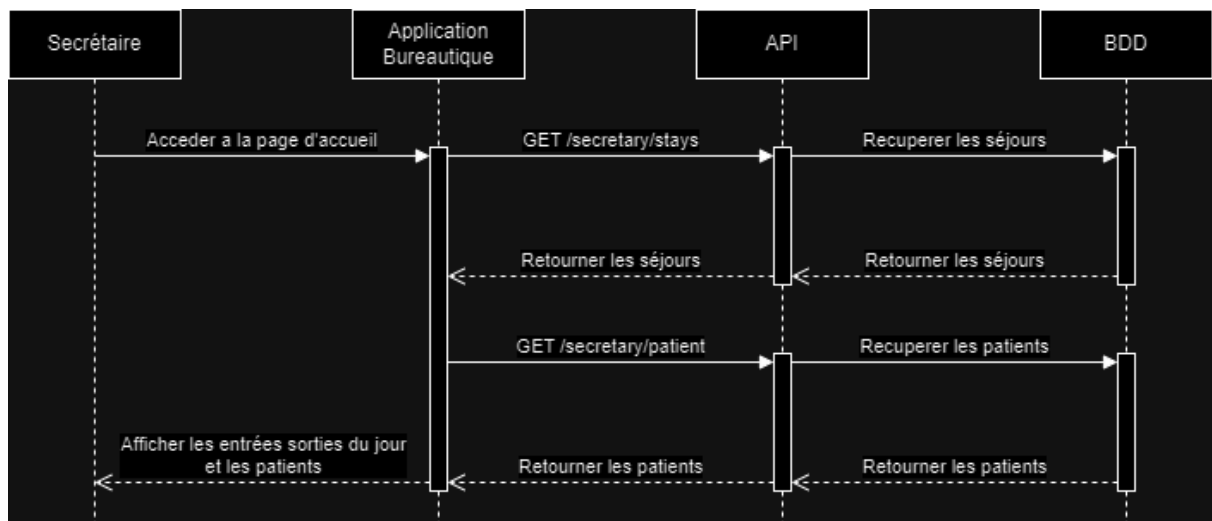 Secrétaire
Application
Bureautique
API
BDD
Acceder a la page d'accueil
GET /secretary/stays
Recuperer les séjours
Retourner les séjours
Retourner les séjours
GET /secretary/patient
Recuperer les patients
Afficher les entrées sorties du jour
et les patients
Retourner les patients
Retourner les patients